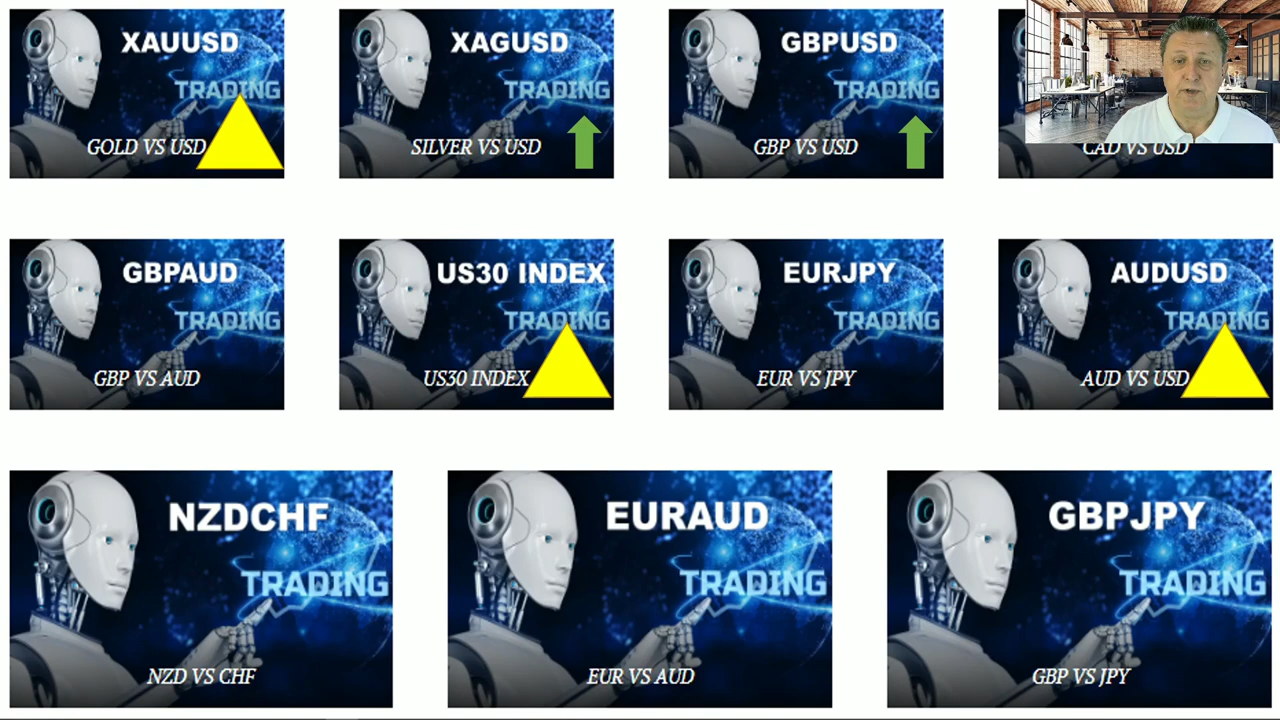 XAUUSD
TRADING
GOLD VS USD
XAGUSD
TRADING
SILVER VS USD
GBPUSD
TRADING
GBP VS USD
CAD VS USD
GBPAUD
TRADING
GBP VS AUD
US30 INDEX
TRADING
US30 INDEX
EURJPY
TRADING
EUR VS JPY
AUDUSD
TRADING
AUD VS USD
NZDCHF
TRADING
NZD VS CHF
EURAUD
TRADING
EUR VS AUD
GBPJPY
TRADING
GBP VS JPY